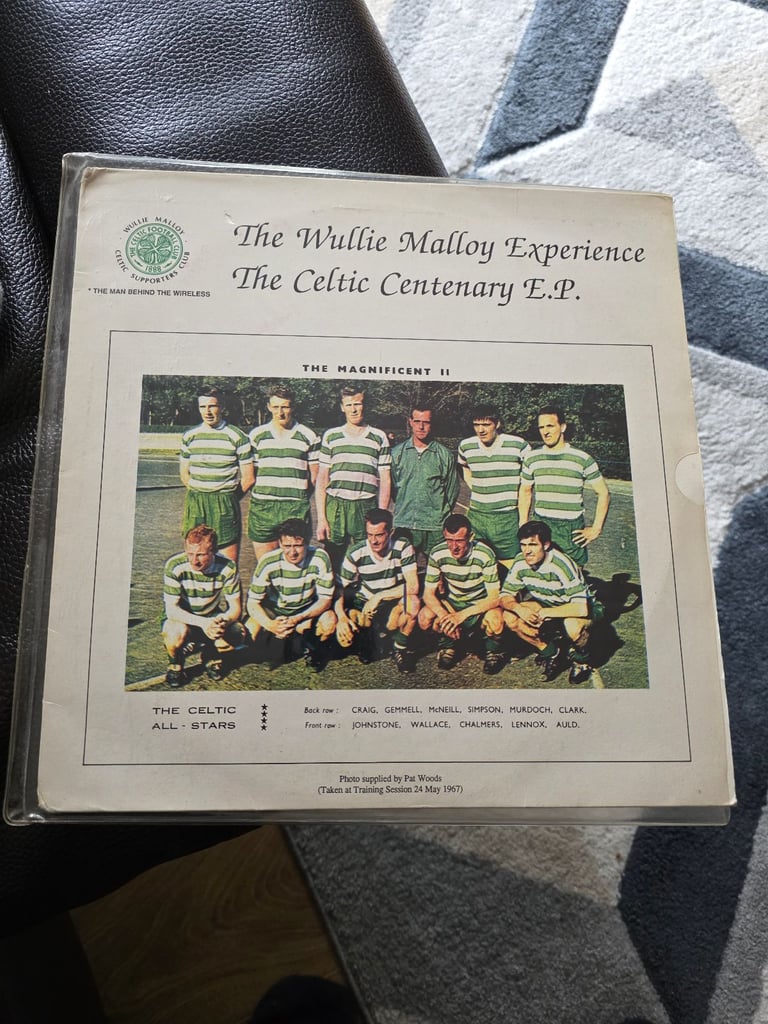 WULLIE MALLOY
THE CELTIC FOOTBALL CLUB
1888
CELTIC SUPPORTERS CLUB
* THE MAN BEHIND THE WIRELESS
The Wullie Malloy Experience
The Celtic Centenary E.P.
THE MAGNIFICENT II
THE CELTIC
ALL - STARS
Back row : CRAIG, GEMMELL, McNEILL, SIMPSON, MURDOCH, CLARK.
Front row : JOHNSTONE, WALLACE, CHALMERS, LENNOX, AULD.
Photo supplied by Pat Woods
(Taken at Training Session 24 May 1967)